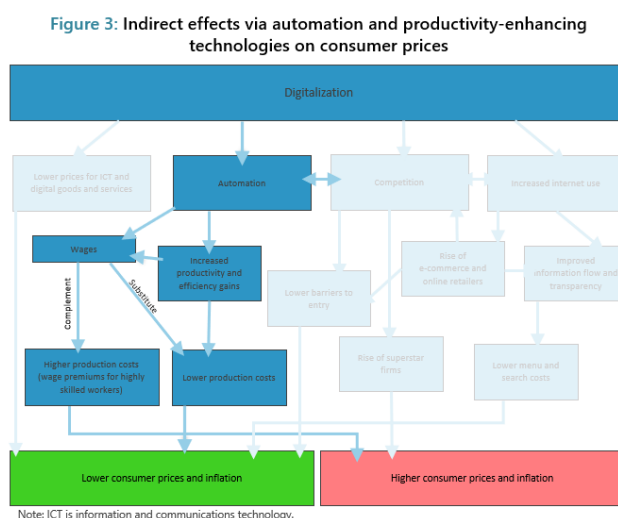 Figure 3: Indirect effects via automation and productivity-enhancing
technologies on consumer prices
Digitalization
Lower prices for ICT and
digital goods and services
Automation
Competition
Increased internet use
Wages
Increased
productivity and
efficiency gains
Rise of
e-commerce and
online retailers
Improved
information flow and
transparency
Lower barriers to
entry
Complement
Substitute
Higher production costs
(wage premiums for highly
skilled workers)
Lower production costs
Rise of superstar
firms
Lower menu and
search costs
Lower consumer prices and inflation
Higher consumer prices and inflation
Note: ICT is information and communications technology.